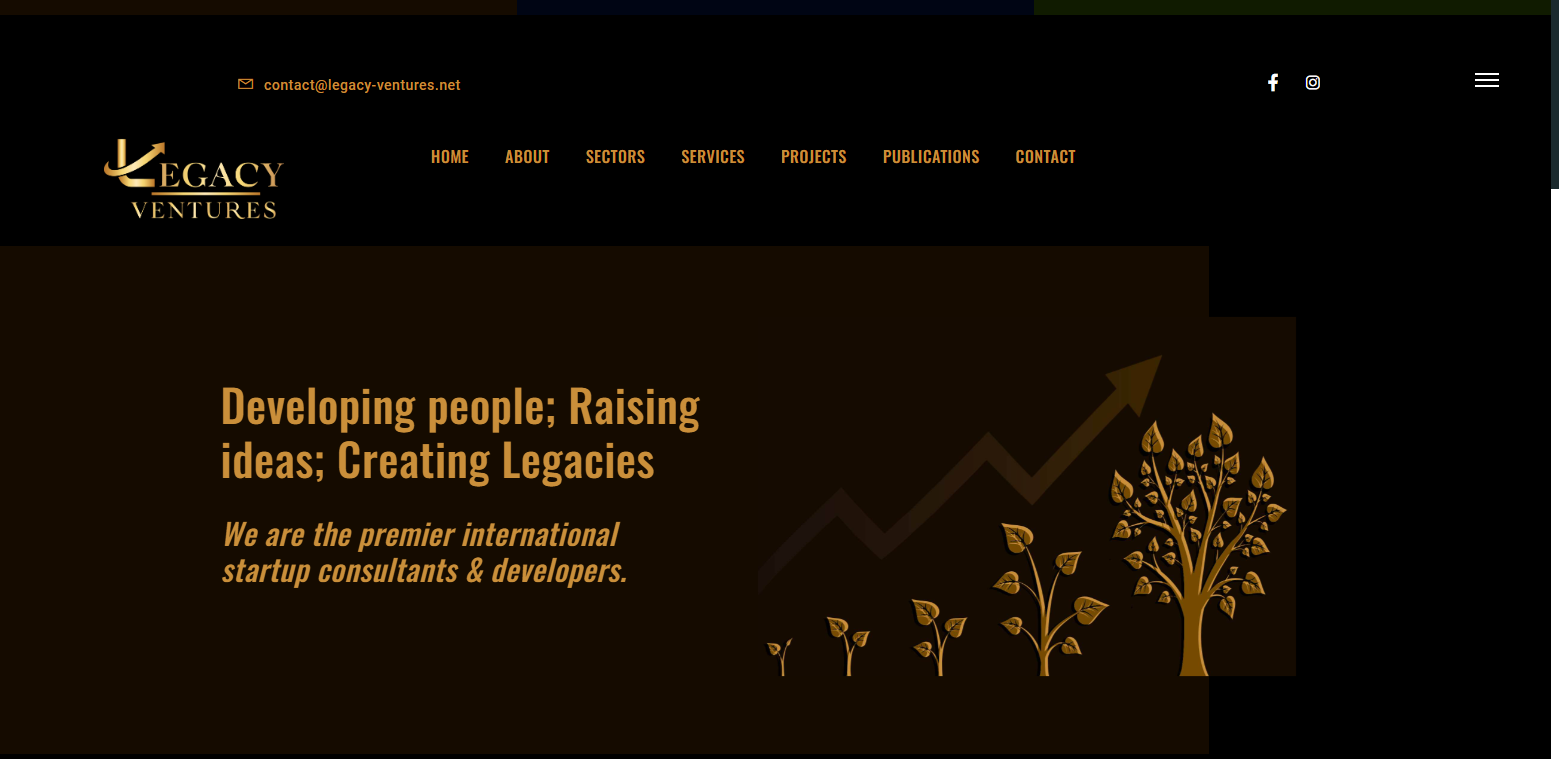 contact@legacy-ventures.net
LEGACY
VENTURES
HOME ABOUT SECTORS SERVICES PROJECTS PUBLICATIONS CONTACT
Developing people; Raising
ideas; Creating Legacies
We are the premier international
startup consultants & developers.